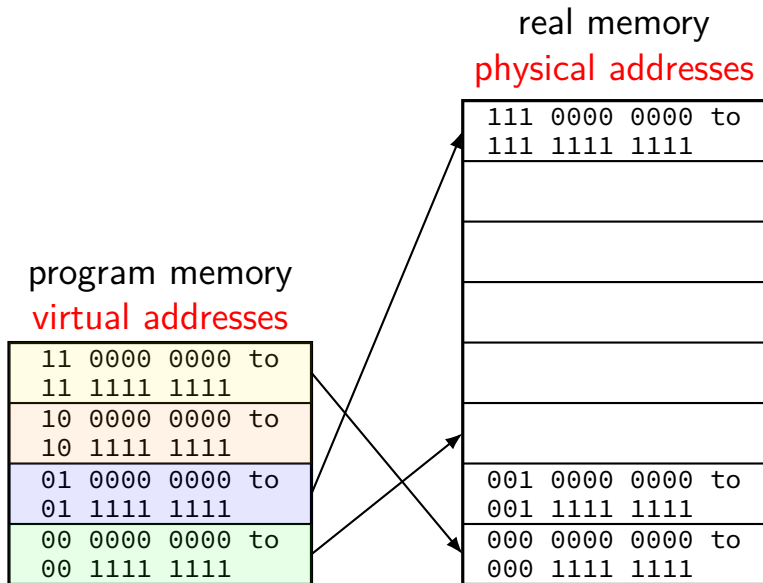 real memory
physical addresses
111 0000 0000 to
111 1111 1111
program memory
virtual addresses
11 0000 0000 to
11 1111 1111
10 0000 0000 to
10 1111 1111
01 0000 0000 to
01 1111 1111
00 0000 0000 to
00 1111 1111
001 0000 0000 to
001 1111 1111
000 0000 0000 to
000 1111 1111